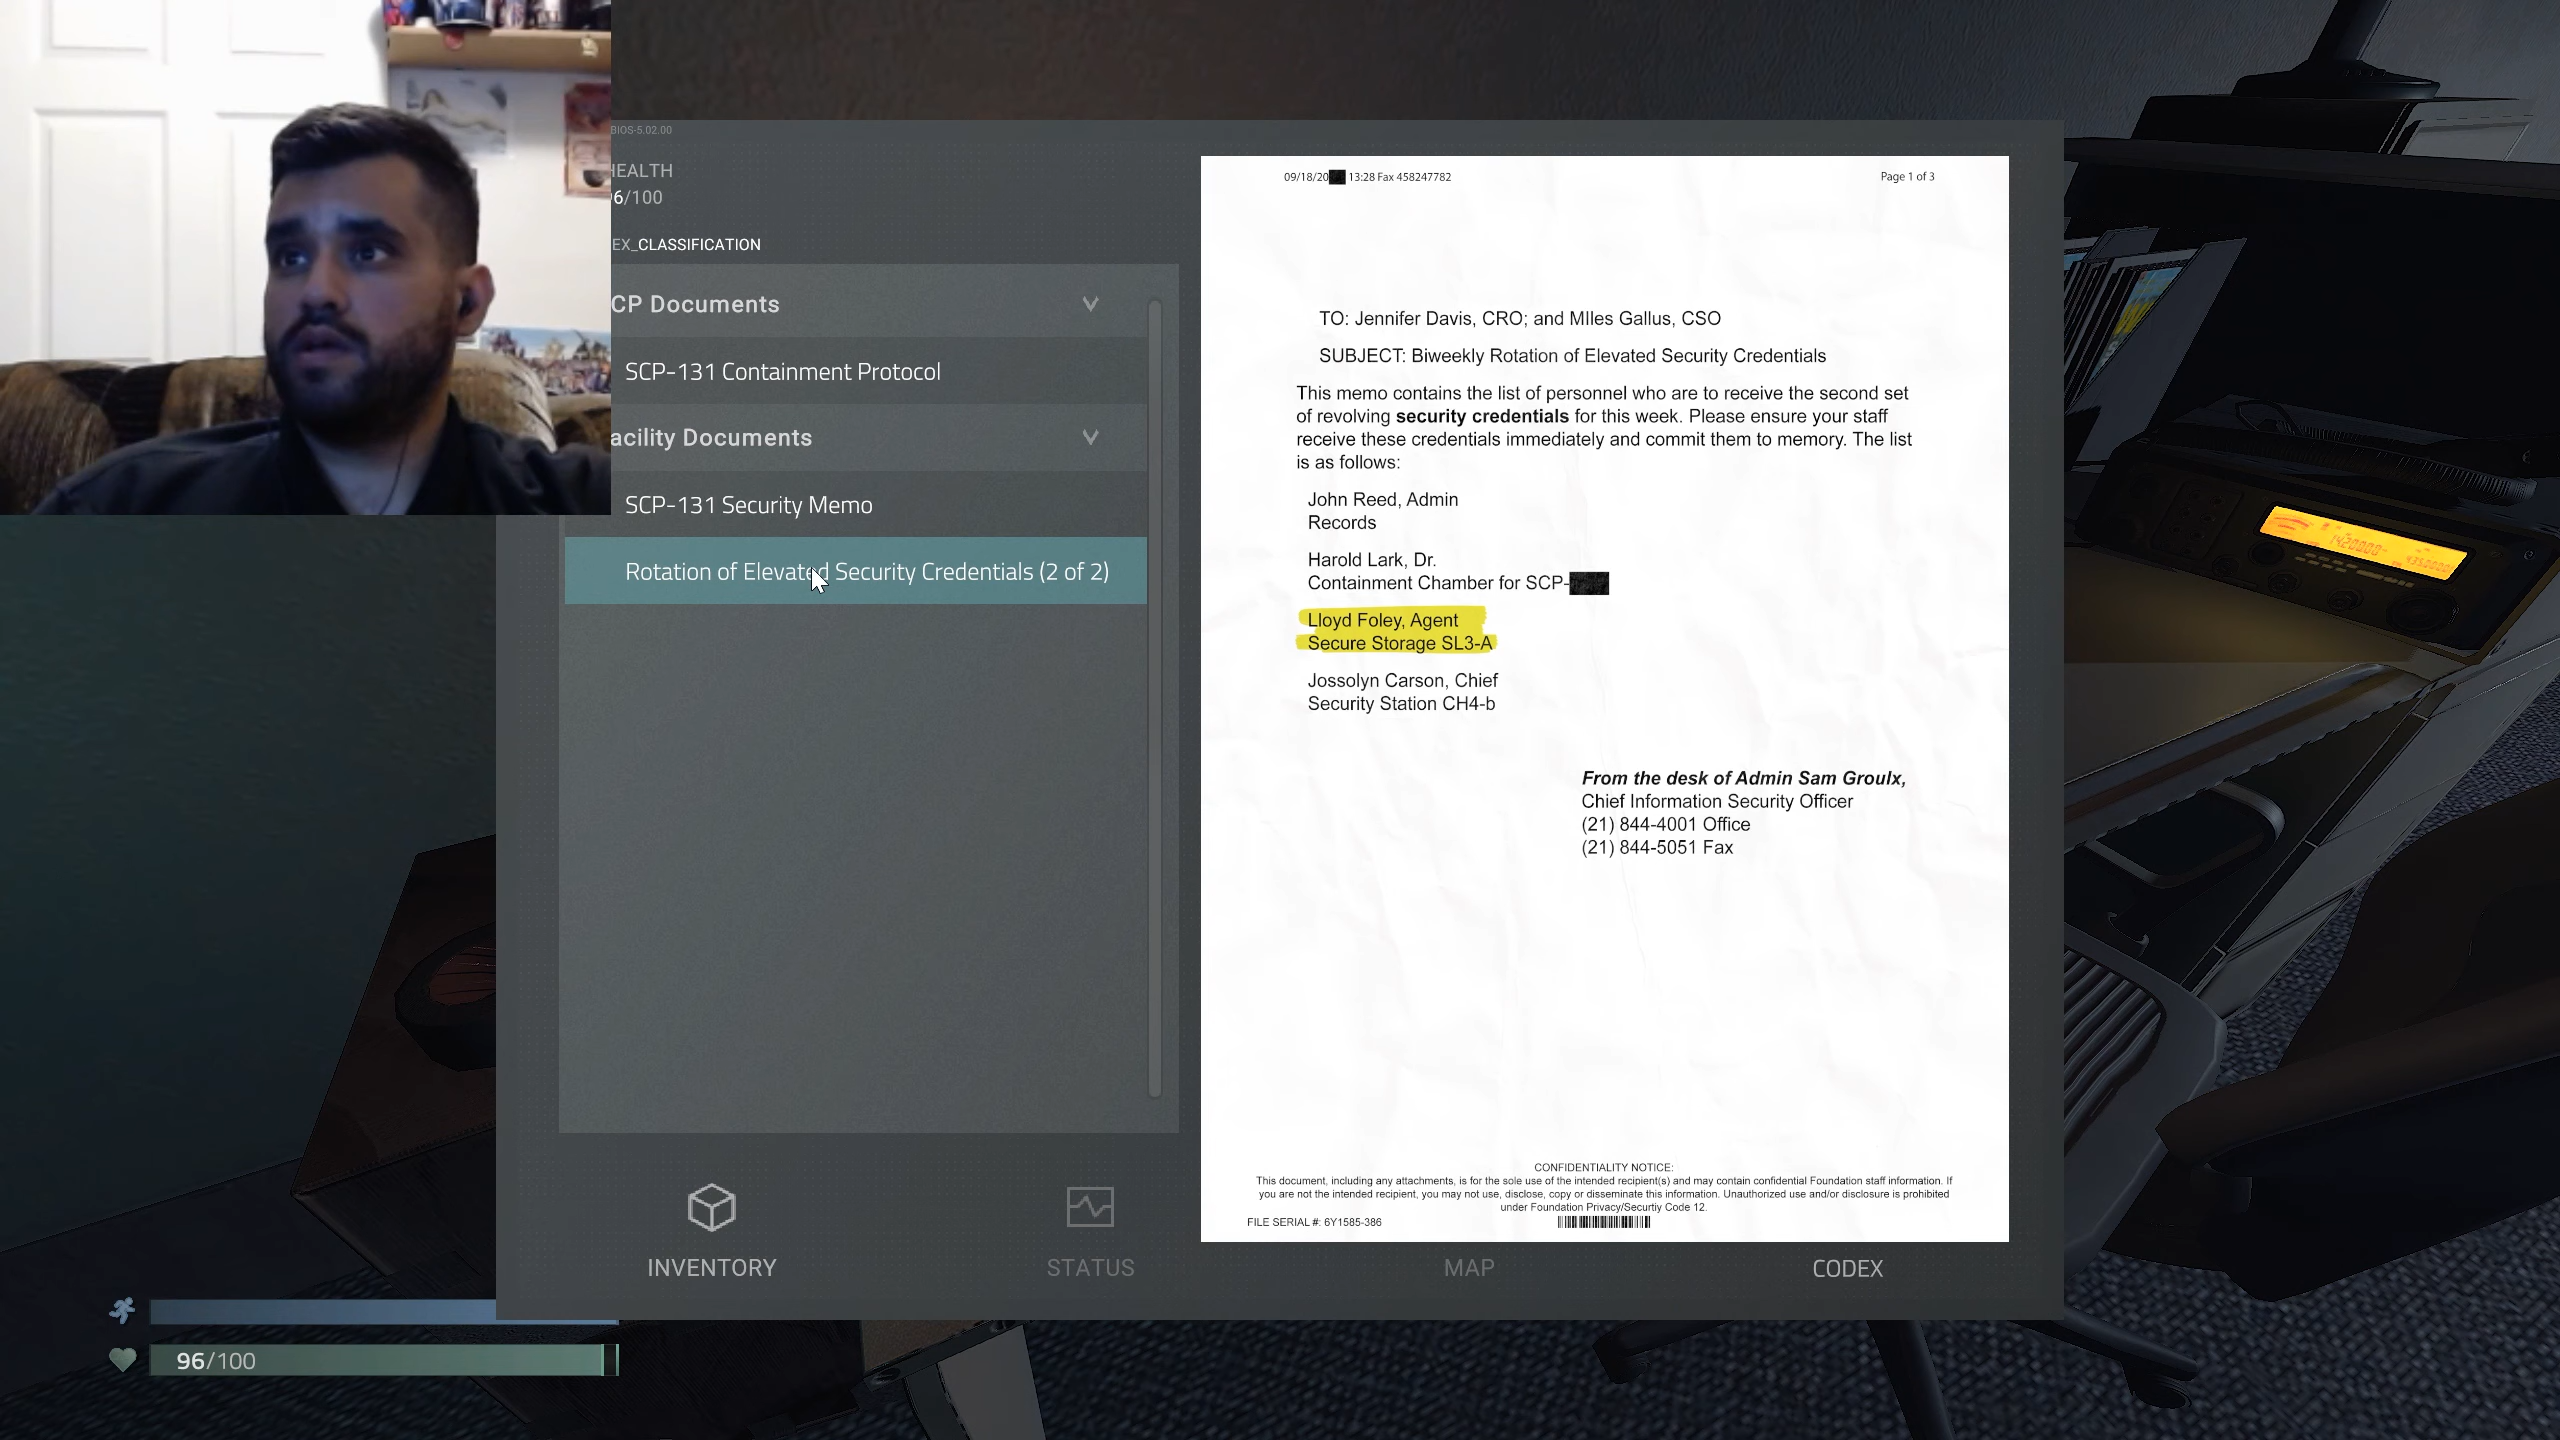 BIOS-5.02.00
HEALTH
96/100
EX_CLASSIFICATION
CP Documents
SCP-131 Containment Protocol
acility Documents
SCP-131 Security Memo
Rotation of Elevated Security Credentials (2 of 2)
09/18/20 13:28 Fax 458247782
Page 1 of 3
TO: Jennifer Davis, CRO; and MIles Gallus, CSO
SUBJECT: Biweekly Rotation of Elevated Security Credentials
This memo contains the list of personnel who are to receive the second set
of revolving security credentials for this week. Please ensure your staff
receive these credentials immediately and commit them to memory. The list
is as follows:
John Reed, Admin
Records
Harold Lark, Dr.
Containment Chamber for SCP-
Lloyd Foley, Agent
Secure Storage SL3-A
Jossolyn Carson, Chief
Security Station CH4-b
From the desk of Admin Sam Groulx,
Chief Information Security Officer
(21) 844-4001 Office
(21) 844-5051 Fax
CONFIDENTIALITY NOTICE:
This document, including any attachments, is for the sole use of the intended recipient(s) and may contain confidential Foundation staff information. If
you are not the intended recipient, you may not use, disclose, copy or disseminate this information. Unauthorized use and/or disclosure is prohibited
under Foundation Privacy/Securtiy Code 12.
FILE SERIAL #: 6Y1585-386
INVENTORY
STATUS
MAP
CODEX
96/100